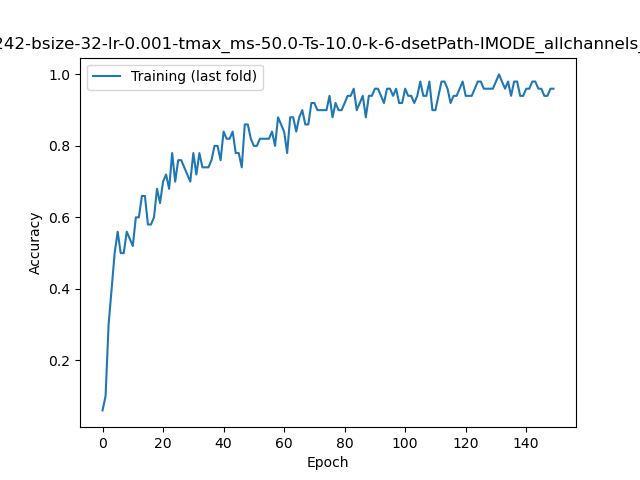 242-bsize-32-lr-0.001-tmax_ms-50.0-Ts-10.0-k-6-dsetPath-IMODE_allchannels_
Training (last fold)
1.0
0.8
0.6
0.4
0.2
Accuracy
0 20 40 60 80 100 120 140
Epoch